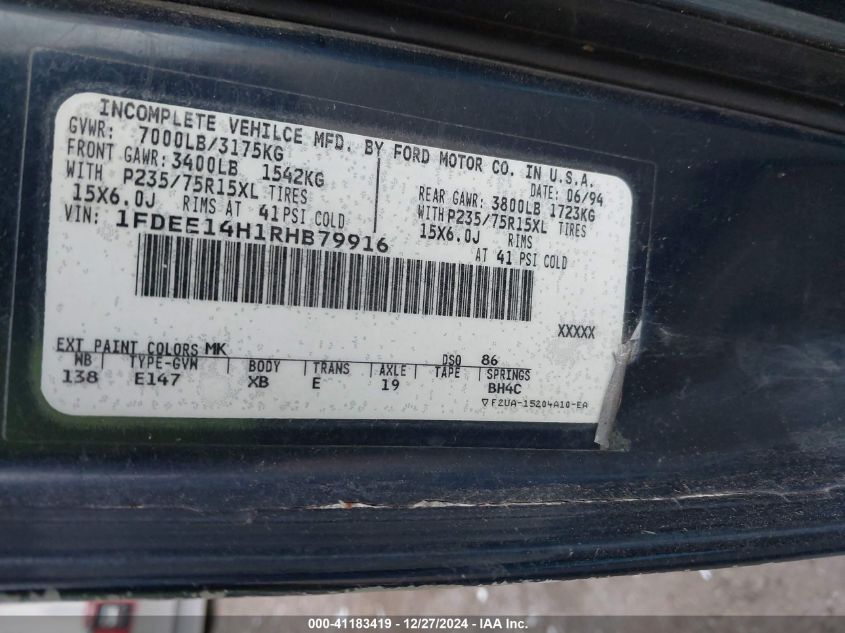 INCOMPLETE VEHILCE MFD. BY FORD MOTOR CO. IN U.S.A.
GVWR: 7000LB/3175KG DATE: 06/94
FRONT GAWR: 3400LB 1542KG REAR GAWR: 3800LB 1723KG
WITH P235/75R15XL TIRES WITH P235/75R15XL TIRES
15X6.0J RIMS AT 41 PSI COLD 15X6.0J RIMS
AT 41 PSI COLD
VIN: 1FDEE14H1RHB79916
XXXXX
EXT PAINT COLORS MK DSO 86
WB TYPE-GVW BODY TRANS AXLE TAPE SPRINGS
138 E147 XB E 19 BH4C
▽F2UA-15204A10-EA
000-41183419 - 12/27/2024 - IAAI.com